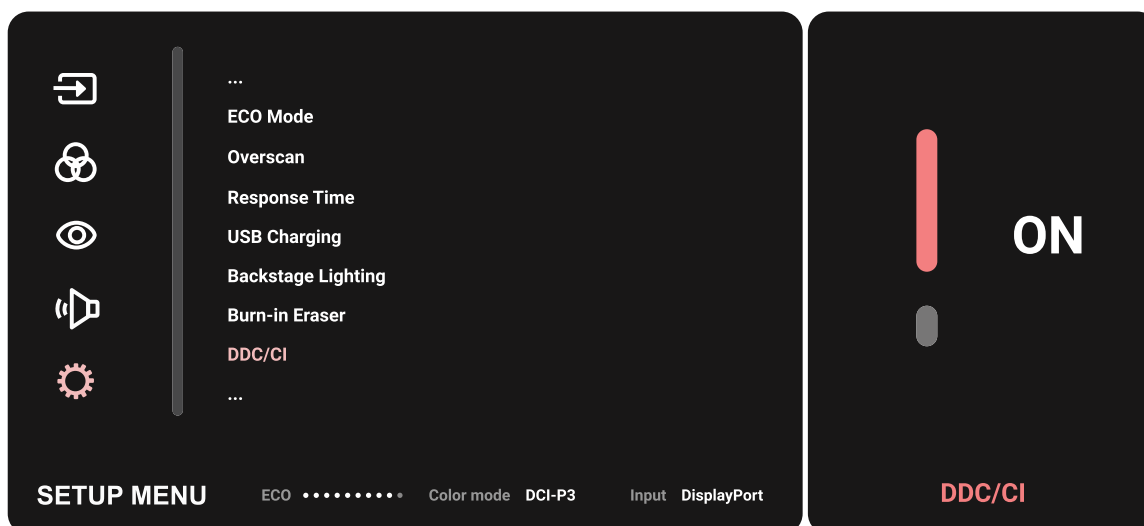 ...
ECO Mode
Overscan
Response Time
USB Charging
Backstage Lighting
Burn-in Eraser
DDC/CI
...
SETUP MENU ECO Color mode DCI-P3 Input DisplayPort
ON
DDC/CI